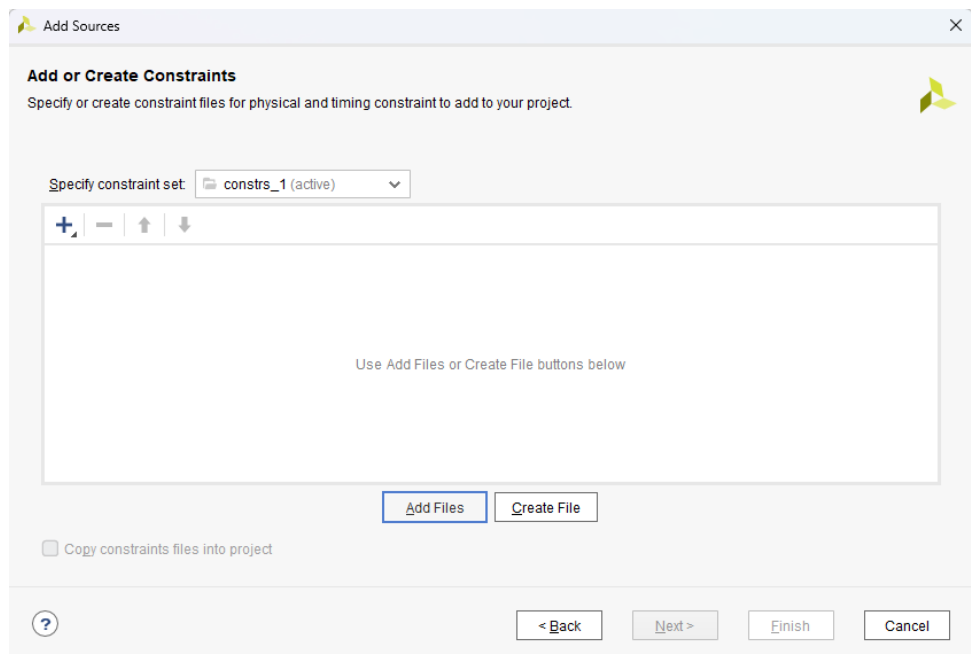 Add Sources
Add or Create Constraints
Specify or create constraint files for physical and timing constraint to add to your project.
Specify constraint set: constrs_1 (active)
Use Add Files or Create File buttons below
Add Files Create File
Copy constraints files into project
? < Back Next > Finish Cancel